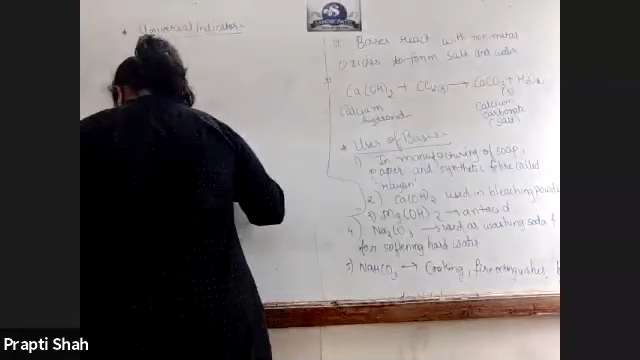 * Universal Indicator
7. Bases react with non-metal
oxides to form salt and water
Ca(OH)2 + CO2(g) → CaCO3 + H2O
(s)
Calcium
hydroxide
Calcium
carbonate
(salt)
Uses of Bases
1) In manufacturing of soap,
paper and synthetic fibre called
rayon
2) Ca(OH)2 used in bleaching powder
3) Mg(OH)2 → antacid
4) Na2CO3 → used as washing soda &
for softening hard water
5) NaHCO3 → Cooking, fire extinguisher,
Prapti Shah